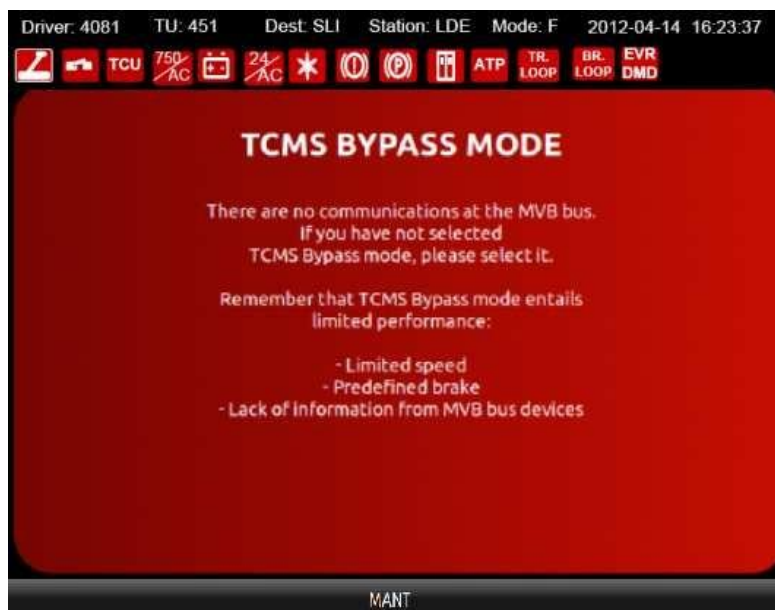 Driver: 4081 TU: 451 Dest: SLI Station: LDE Mode: F 2012-04-14 16:23:37
TCU 750/AC 24/AC ATP TR. LOOP BR. LOOP EVR DMD
TCMS BYPASS MODE
There are no communications at the MVB bus.
If you have not selected
TCMS Bypass mode, please select it.
Remember that TCMS Bypass mode entails
limited performance:
- Limited speed
- Predefined brake
- Lack of information from MVB bus devices
MANT